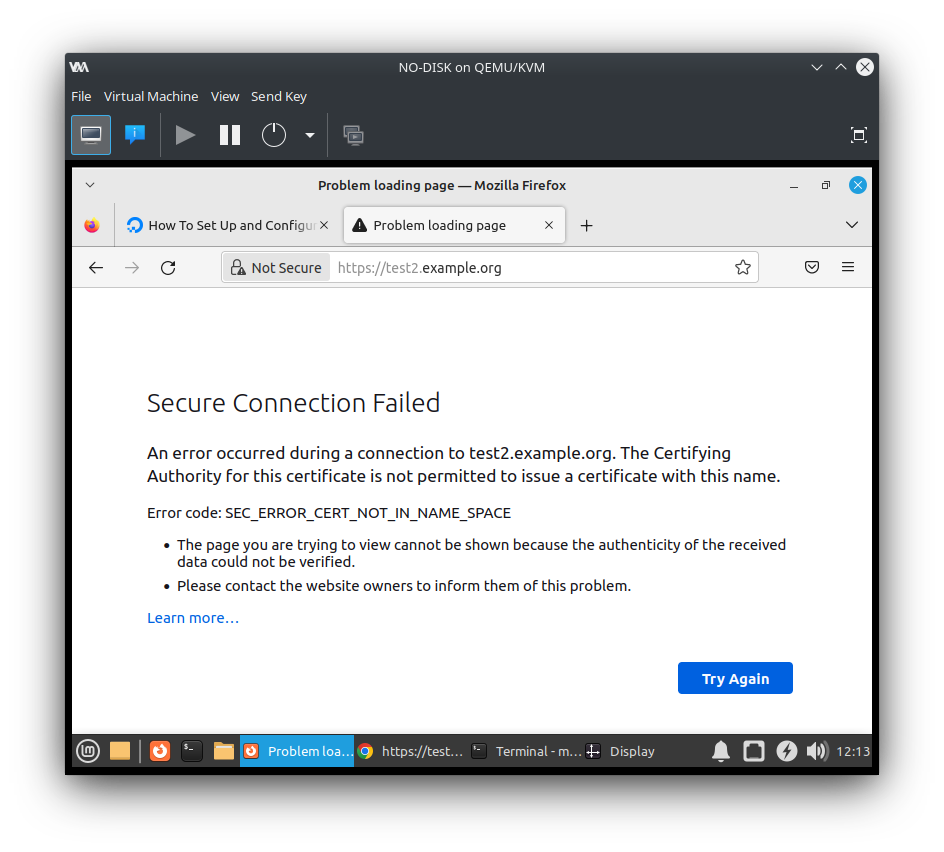 NO-DISK on QEMU/KVM
File Virtual Machine View Send Key
Problem loading page — Mozilla Firefox
How To Set Up and Configu
Problem loading page
Not Secure
https://test2.example.org
Secure Connection Failed
An error occurred during a connection to test2.example.org. The Certifying
Authority for this certificate is not permitted to issue a certificate with this name.
Error code: SEC_ERROR_CERT_NOT_IN_NAME_SPACE
• The page you are trying to view cannot be shown because the authenticity of the received
data could not be verified.
• Please contact the website owners to inform them of this problem.
Learn more…
Try Again
Problem loa... https://test... Terminal - m... Display 12:13